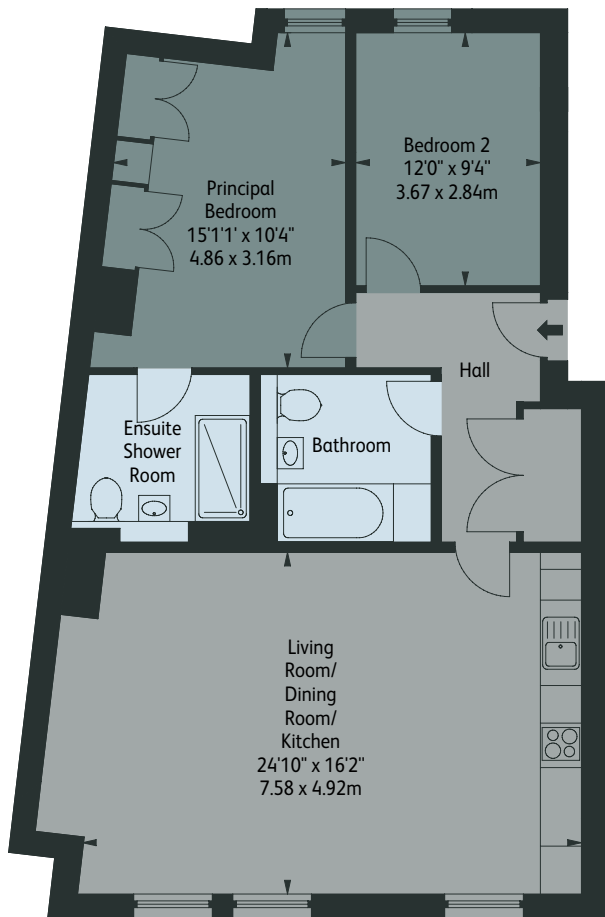 Bedroom 2
12'0" x 9'4"
3.67 x 2.84m
Principal
Bedroom
15'1'1' x 10'4"
4.86 x 3.16m
Hall
Ensuite
Shower
Room
Bathroom
Living
Room/
Dining
Room/
Kitchen
24'10" x 16'2"
7.58 x 4.92m